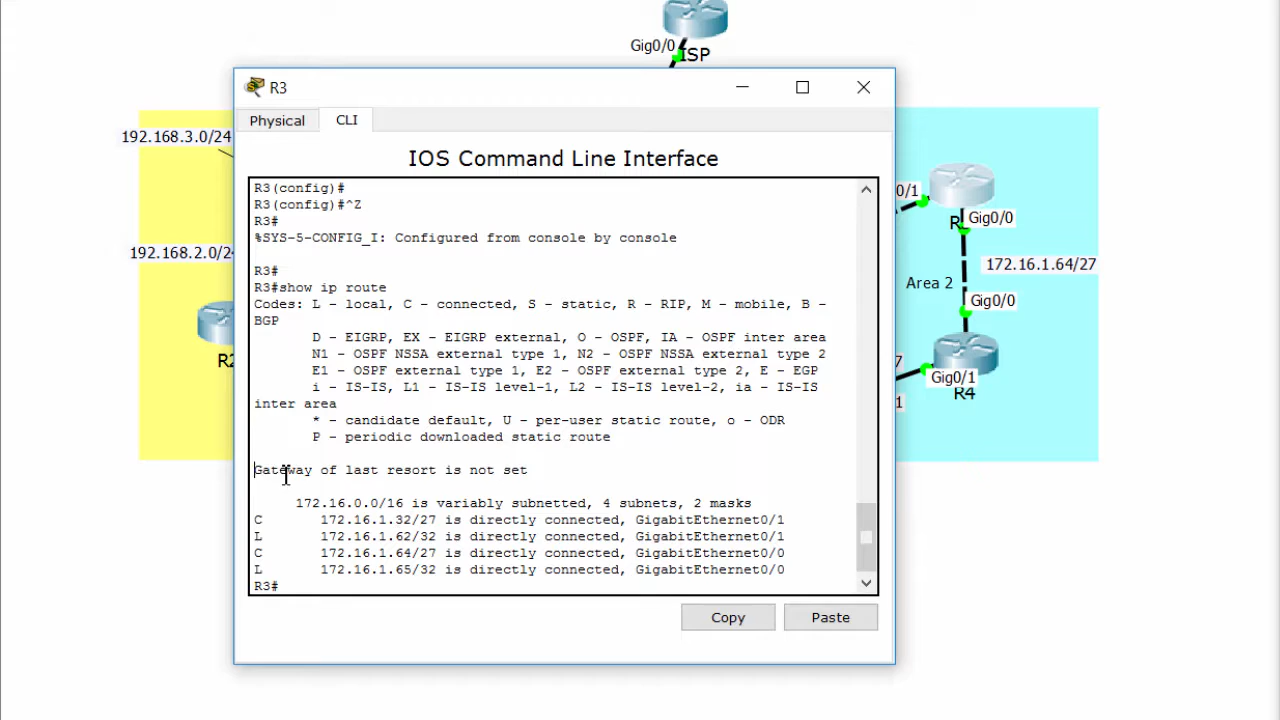 Gig0/0
ISP
R3
Physical
CLI
IOS Command Line Interface
R3(config)#
R3(config)#^Z
R3#
%SYS-5-CONFIG_I: Configured from console by console
R3#
R3#show ip route
Codes: L - local, C - connected, S - static, R - RIP, M - mobile, B -
BGP
D - EIGRP, EX - EIGRP external, O - OSPF, IA - OSPF inter area
N1 - OSPF NSSA external type 1, N2 - OSPF NSSA external type 2
E1 - OSPF external type 1, E2 - OSPF external type 2, E - EGP
i - IS-IS, L1 - IS-IS level-1, L2 - IS-IS level-2, ia - IS-IS
inter area
* - candidate default, U - per-user static route, o - ODR
P - periodic downloaded static route
Gateway of last resort is not set
172.16.0.0/16 is variably subnetted, 4 subnets, 2 masks
C 172.16.1.32/27 is directly connected, GigabitEthernet0/1
L 172.16.1.62/32 is directly connected, GigabitEthernet0/1
C 172.16.1.64/27 is directly connected, GigabitEthernet0/0
L 172.16.1.65/32 is directly connected, GigabitEthernet0/0
R3#
Copy
Paste
192.168.3.0/24
192.168.2.0/24
R2
0/1
Gig0/0
172.16.1.64/27
Area 2
Gig0/0
7
Gig0/1
R4
1